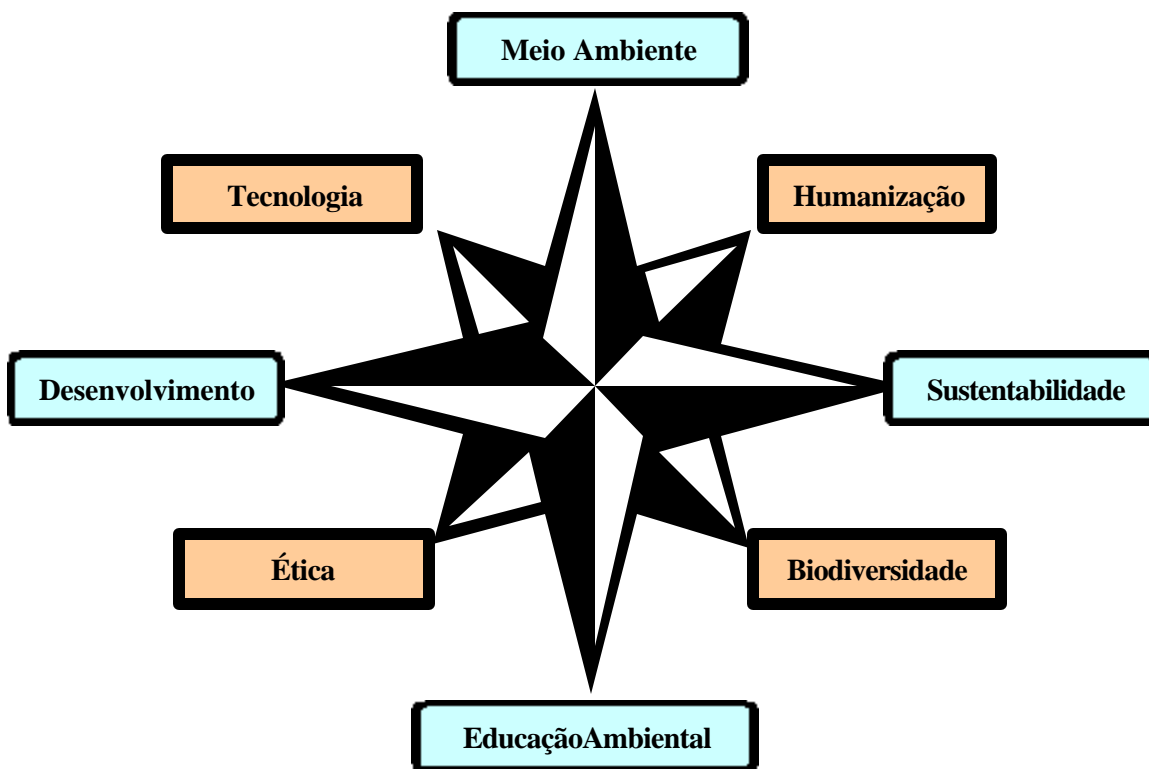 Meio Ambiente
Tecnologia
Humanização
Desenvolvimento
Sustentabilidade
Ética
Biodiversidade
EducaçãoAmbiental